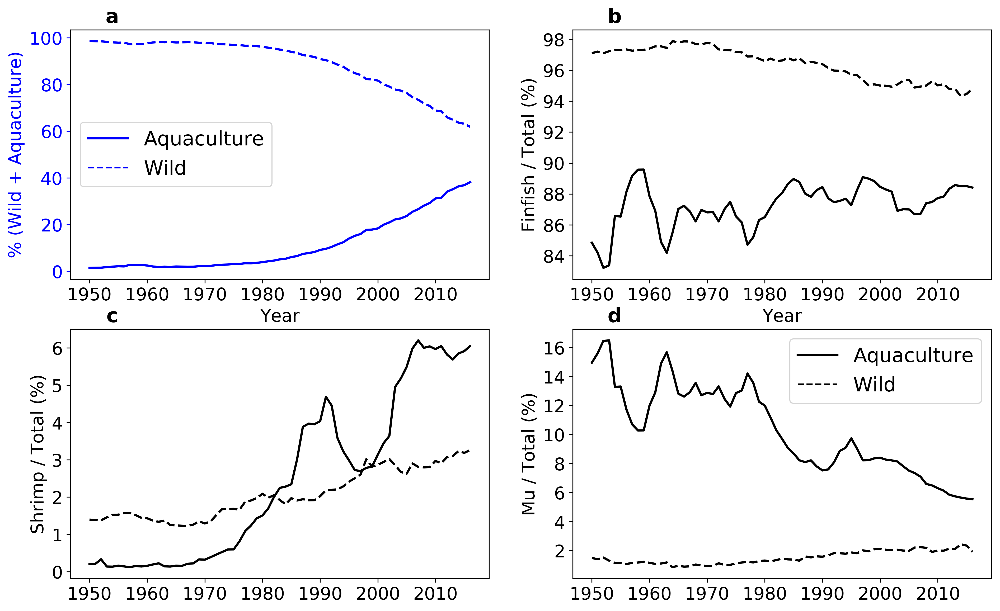 a
100
80
60
40
20
0
% (Wild + Aquaculture)
Aquaculture
Wild
1950 1960 1970 1980 1990 2000 2010
Year
b
98
96
94
92
90
88
86
84
Finfish / Total (%)
1950 1960 1970 1980 1990 2000 2010
Year
c
6
5
4
3
2
1
0
Shrimp / Total (%)
1950 1960 1970 1980 1990 2000 2010
d
16
14
12
10
8
6
4
2
Mu / Total (%)
Aquaculture
Wild
1950 1960 1970 1980 1990 2000 2010